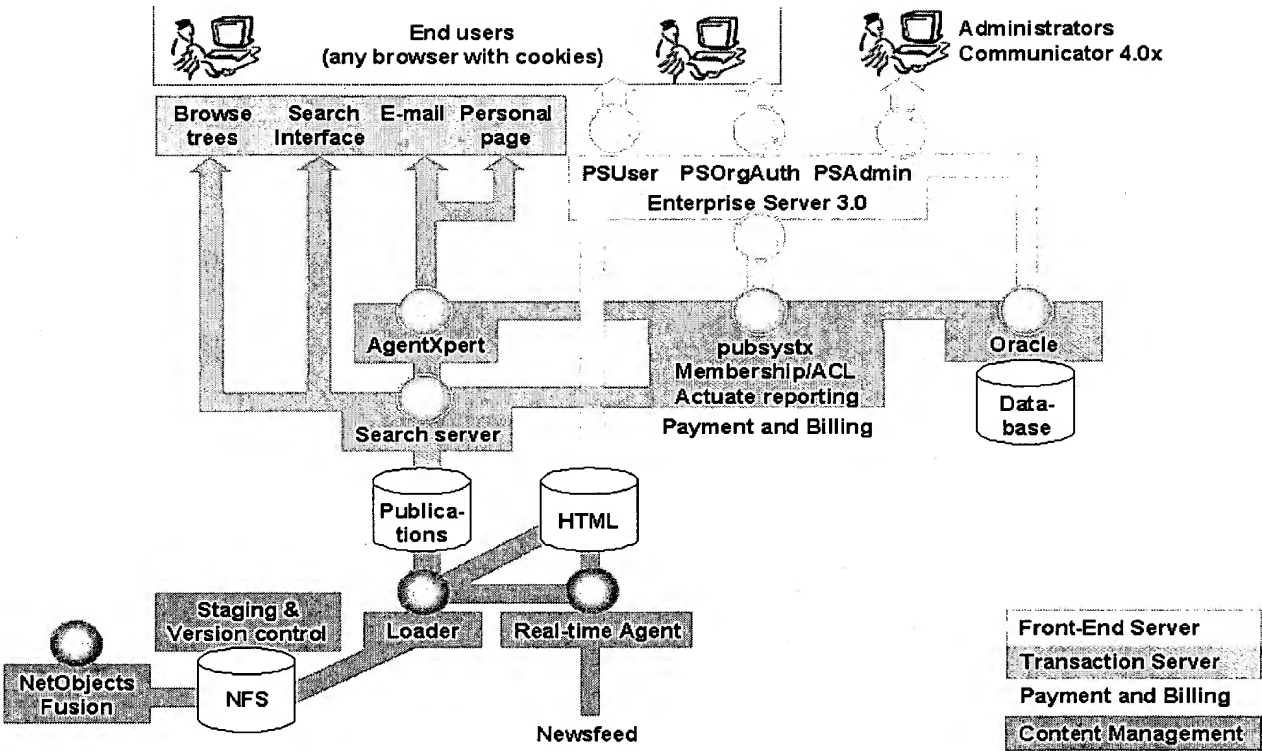 End users
(any browser with cookies)
Administrators
Communicator 4.0x
Browse trees
Search Interface
E-mail
Personal page
PSUser PSOrgAuth PSAdmin
Enterprise Server 3.0
AgentXpert
pubsystx
Membership/ACL
Actuate reporting
Payment and Billing
Oracle
Data-
base
Search server
Publica-
tions
HTML
Staging &
Version control
Loader
Real-time Agent
NetObjects
Fusion
NFS
Newsfeed
Front-End Server
Transaction Server
Payment and Billing
Content Management